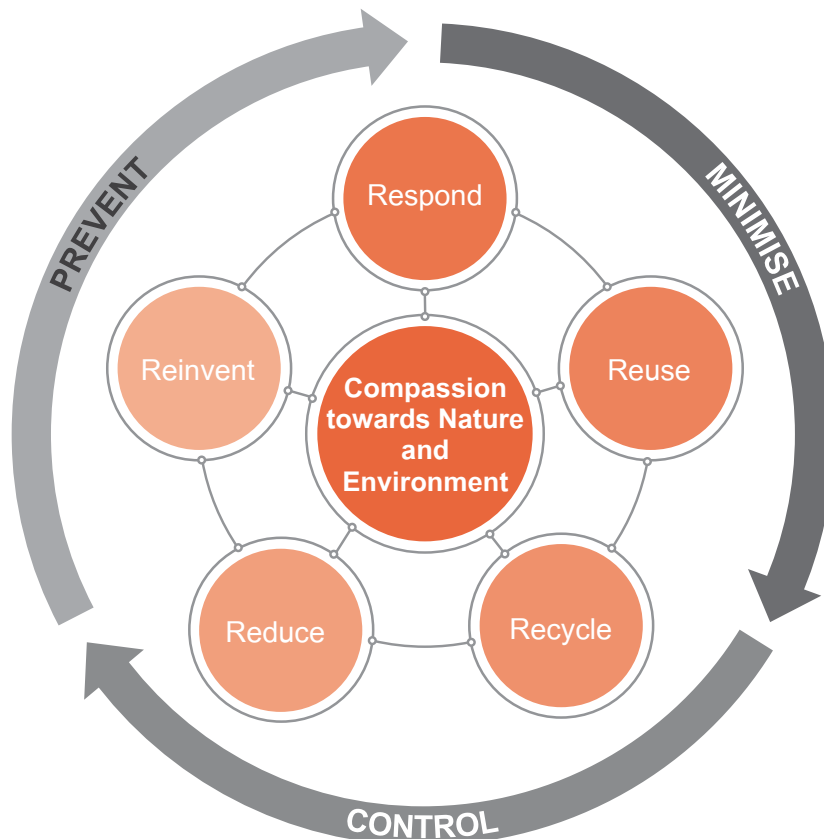 PREVENT
MINIMISE
Respond
Reinvent
Reuse
Compassion
towards Nature
and
Environment
Reduce
Recycle
CONTROL